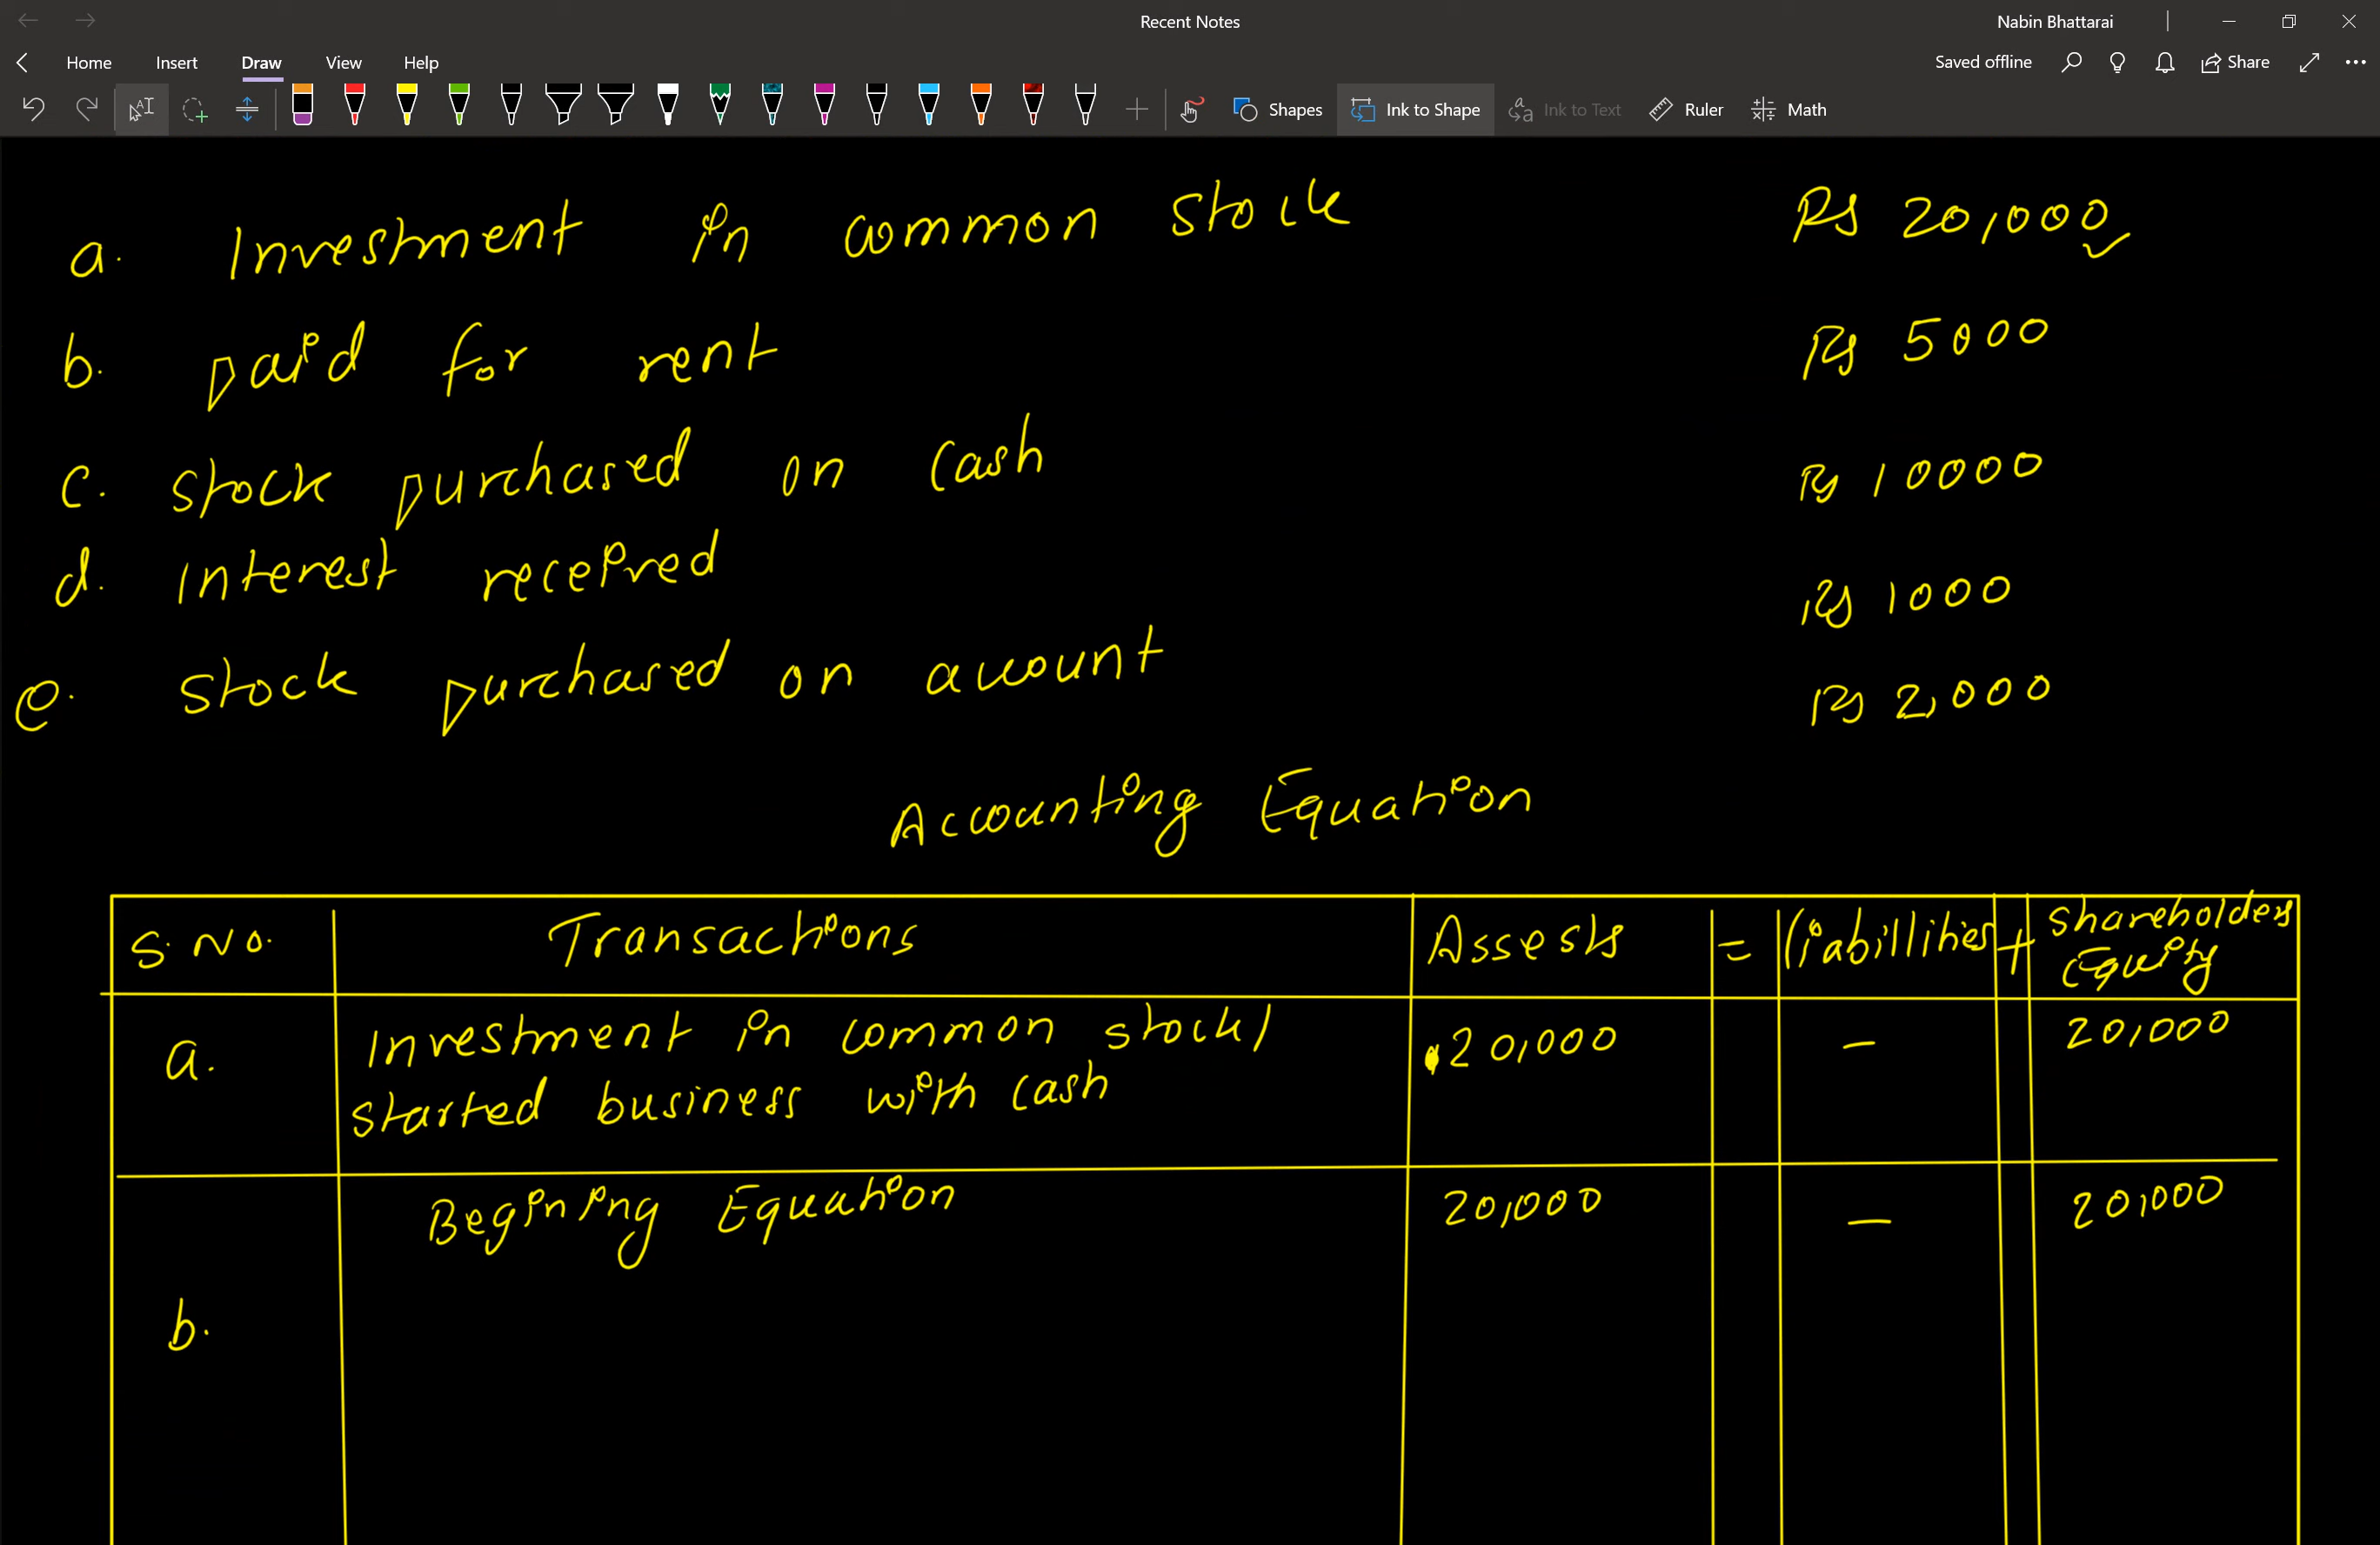 Recent Notes
Nabin Bhattarai
Home Insert Draw View Help
Saved offline
Share
Shapes Ink to Shape Ink to Text Ruler Math
a. Investment in common stock Rs 20,000
b. paid for rent Rs 5000
c. stock purchased on cash Rs 10000
d. interest received Rs 1000
e. stock purchased on account Rs 2,000
Accounting Equation
S. No. Transactions Assests = liabillities + shareholders
Equity
a. Investment in common stock/ 20,000 - 20,000
started business with cash
Begining Equation 20,000 - 20,000
b.